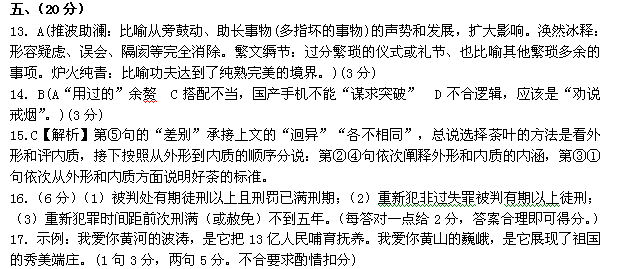 五、（20分）
13. A(推波助澜：比喻从旁鼓动、助长事物(多指坏的事物)的声势和发展，扩大影响。涣然冰释：
形容疑虑、误会、隔阂等完全消除。繁文缛节：过分繁琐的仪式或礼节、也比喻其他繁琐多余的
事项。炉火纯青：比喻功夫达到了纯熟完美的境界。)(3分)
14. B(A“用过的”余赘 C搭配不当，国产手机不能“谋求突破” D不合逻辑，应该是“劝说
戒烟”。)(3分)
15.C【解析】第⑤句的“差别”承接上文的“迥异”“各不相同”，总说选择茶叶的方法是看外
形和评内质，接下按照从外形到内质的顺序分说：第②④句依次阐释外形和内质的内涵，第③①
句依次从外形和内质方面说明好茶的标准。
16.（6分）（1）被判处有期徒刑以上且刑罚已满刑期；（2）重新犯非过失罪被判有期以上徒刑；
（3）重新犯罪时间距前次刑满（或赦免）不到五年。（每答对一点给2分，答案合理即可得分。）
17. 示例：我爱你黄河的波涛，是它把13亿人民哺育抚养。我爱你黄山的巍峨，是它展现了祖国
的秀美端庄。(1句3分，两句5分。不合要求酌情扣分)